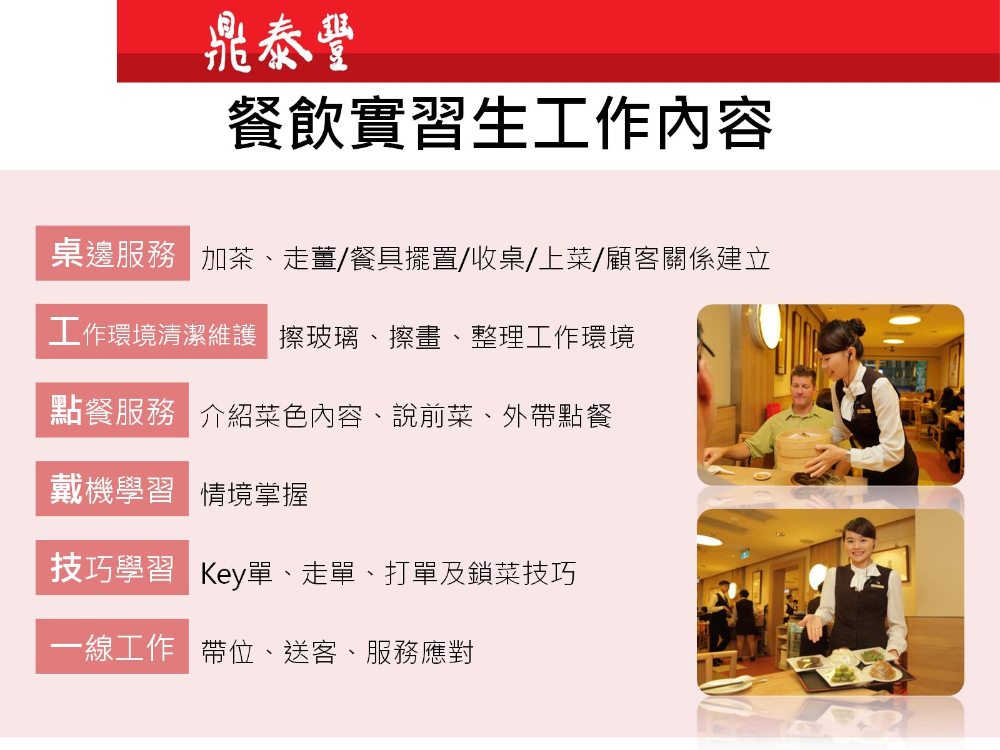 鼎泰豐
餐飲實習生工作內容
桌邊服務 加茶、走薑/餐具擺置/收桌/上菜/顧客關係建立
工作環境清潔維護 擦玻璃、擦畫、整理工作環境
點餐服務 介紹菜色內容、說前菜、外帶點餐
戴機學習 情境掌握
技巧學習 Key單、走單、打單及鎖菜技巧
一線工作 帶位、送客、服務應對